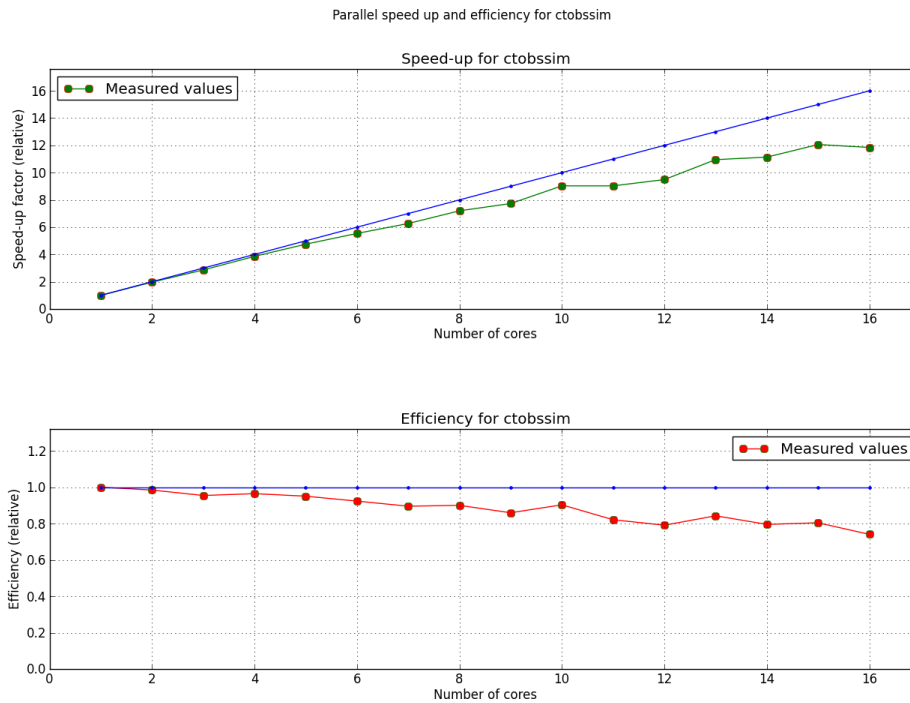 Parallel speed up and efficiency for ctobssim
Speed-up for ctobssim
Measured values
Speed-up factor (relative)
16
14
12
10
8
6
4
2
0
0 2 4 6 8 10 12 14 16
Number of cores
Efficiency for ctobssim
Measured values
Efficiency (relative)
1.2
1.0
0.8
0.6
0.4
0.2
0.0
0 2 4 6 8 10 12 14 16
Number of cores